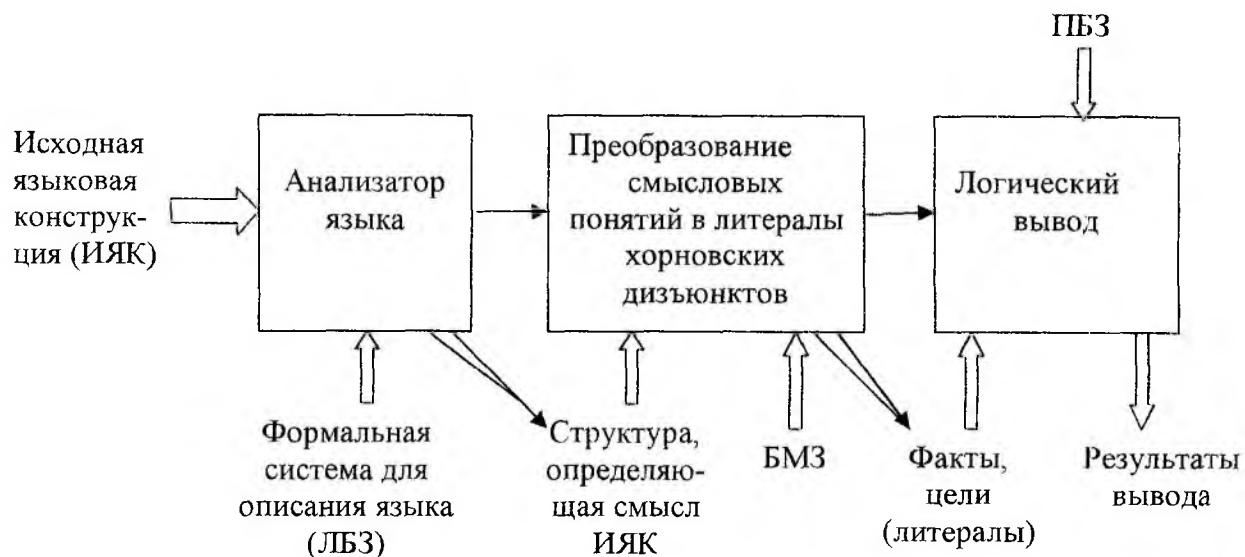 ПБЗ
Исходная
языковая
конструк-
ция (ИЯК)
Анализатор
языка
Преобразование
смысловых
понятий в литералы
хорновских
дизъюнктов
Логический
вывод
Формальная
система для
описания языка
(ЛБЗ)
Структура,
определяю-
щая смысл
ИЯК
БМЗ
Факты,
цели
(литералы)
Результаты
вывода